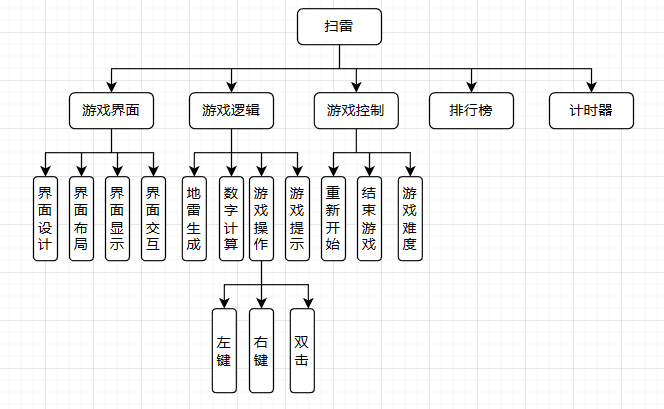 扫雷
游戏界面
游戏逻辑
游戏控制
排行榜
计时器
界面设计
界面布局
界面显示
界面交互
地雷生成
数字计算
游戏操作
游戏提示
重新开始
结束游戏
游戏难度
左键
右键
双击